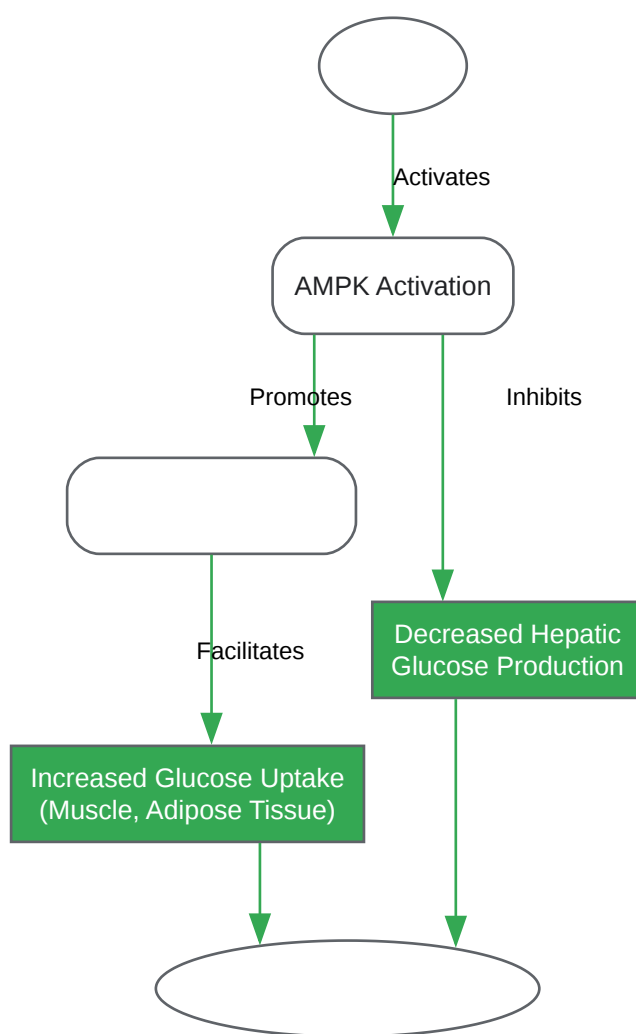 Activates
AMPK Activation
Promotes
Inhibits
Decreased Hepatic
Glucose Production
Facilitates
Increased Glucose Uptake
(Muscle, Adipose Tissue)